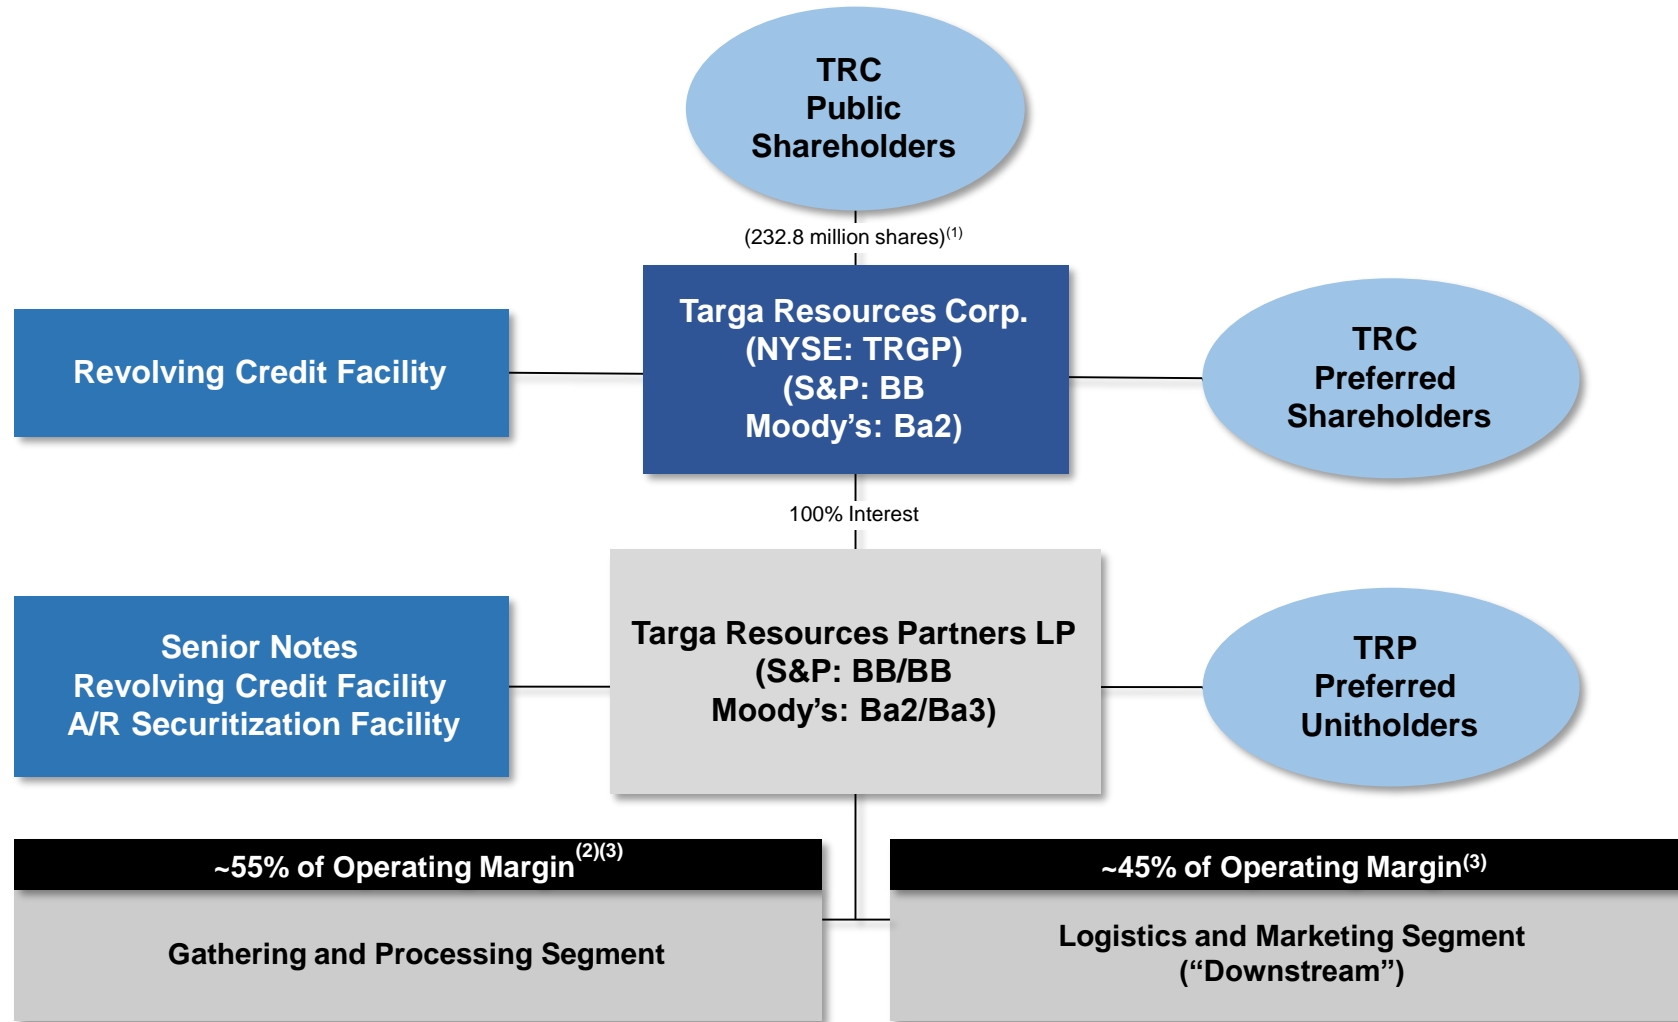 TRC
Public
Shareholders
(232.8 million shares)(1)
Targa Resources Corp.
(NYSE: TRGP)
(S&P: BB
Moody’s: Ba2)
Revolving Credit Facility
TRC
Preferred
Shareholders
100% Interest
Targa Resources Partners LP
(S&P: BB/BB
Moody’s: Ba2/Ba3)
Senior Notes
Revolving Credit Facility
A/R Securitization Facility
TRP
Preferred
Unitholders
~55% of Operating Margin(2)(3)
Gathering and Processing Segment
~45% of Operating Margin(3)
Logistics and Marketing Segment
(“Downstream”)